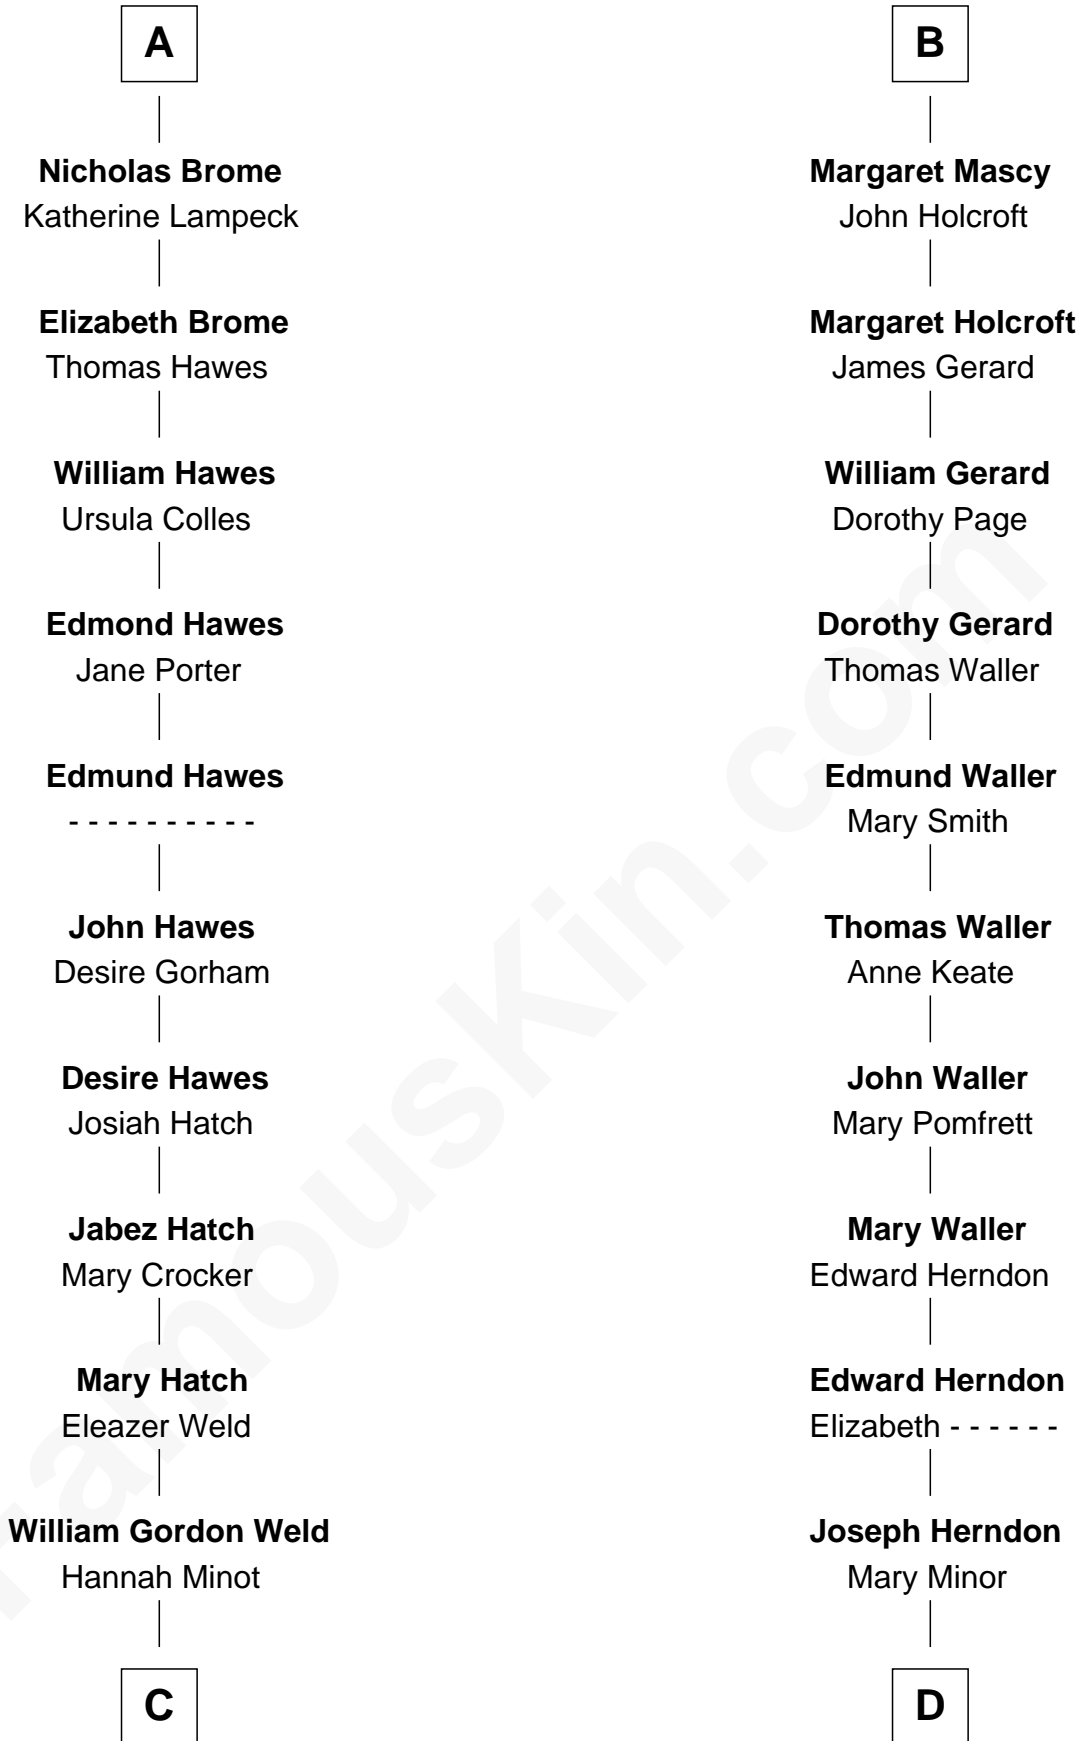 A
Nicholas Brome
Katherine Lampeck
Elizabeth Brome
Thomas Hawes
William Hawes
Ursula Colles
Edmond Hawes
Jane Porter
Edmund Hawes
- - - - - - - - - -
John Hawes
Desire Gorham
Desire Hawes
Josiah Hatch
Jabez Hatch
Mary Crocker
Mary Hatch
Eleazer Weld
William Gordon Weld
Hannah Minot
C
B
Margaret Mascy
John Holcroft
Margaret Holcroft
James Gerard
William Gerard
Dorothy Page
Dorothy Gerard
Thomas Waller
Edmund Waller
Mary Smith
Thomas Waller
Anne Keate
John Waller
Mary Pomfrett
Mary Waller
Edward Herndon
Edward Herndon
Elizabeth - - - - - -
Joseph Herndon
Mary Minor
D
FamousKin.com